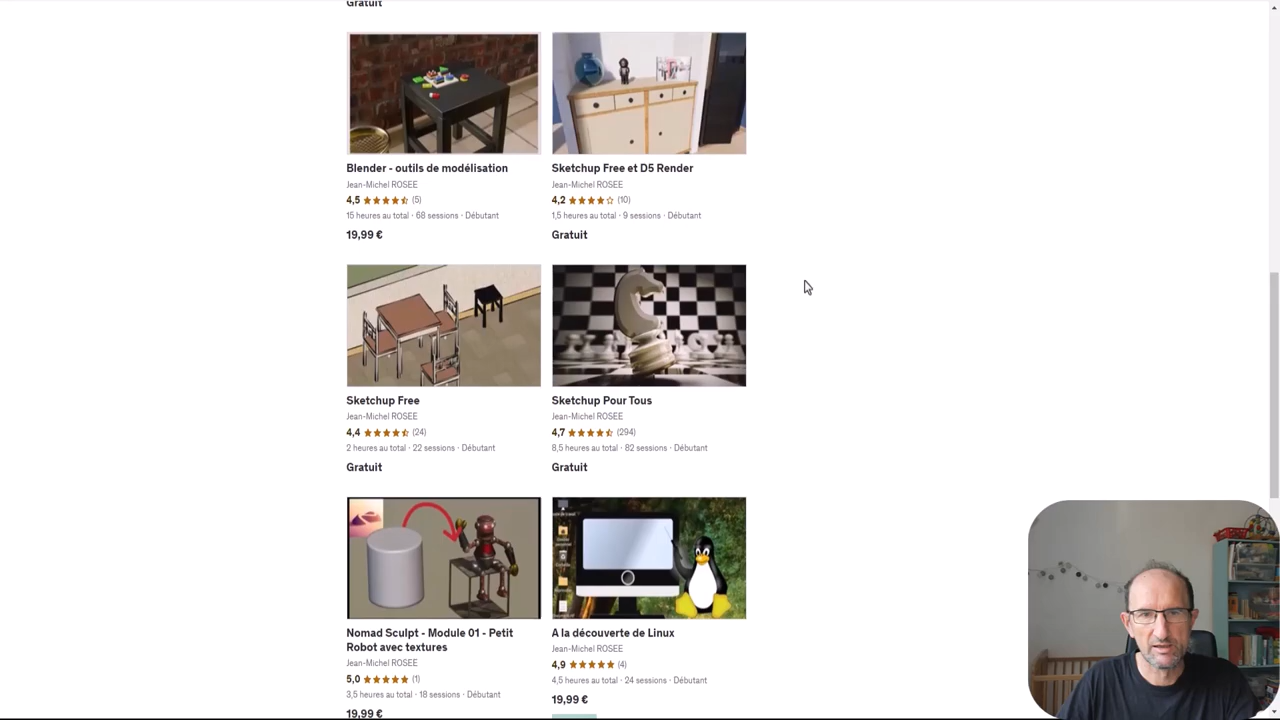 Gratuit
Blender - outils de modélisation
Jean-Michel ROSEE
4,5 (5)
15 heures au total · 68 sessions · Débutant
19,99 €
Sketchup Free et D5 Render
Jean-Michel ROSEE
4,2 (10)
1,5 heures au total · 9 sessions · Débutant
Gratuit
Sketchup Free
Jean-Michel ROSEE
4,4 (24)
2 heures au total · 22 sessions · Débutant
Gratuit
Sketchup Pour Tous
Jean-Michel ROSEE
4,7 (294)
8,5 heures au total · 82 sessions · Débutant
Gratuit
Nomad Sculpt - Module 01 - Petit
Robot avec textures
Jean-Michel ROSEE
5,0 (1)
3,5 heures au total · 18 sessions · Débutant
19,99 €
A la découverte de Linux
Jean-Michel ROSEE
4,9 (4)
4,5 heures au total · 24 sessions · Débutant
19,99 €